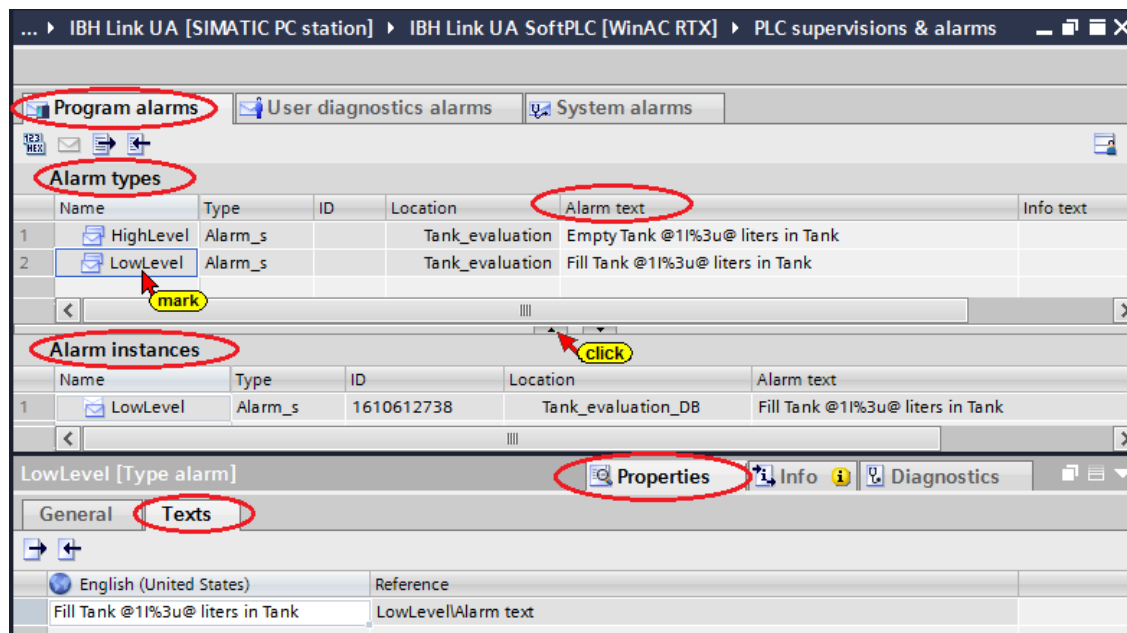 ... ▸ IBH Link UA [SIMATIC PC station] ▸ IBH Link UA SoftPLC [WinAC RTX] ▸ PLC supervisions & alarms
Program alarms User diagnostics alarms System alarms
Alarm types
Name Type ID Location Alarm text Info text
1 HighLevel Alarm_s Tank_evaluation Empty Tank @1I%3u@ liters in Tank
2 LowLevel Alarm_s Tank_evaluation Fill Tank @1I%3u@ liters in Tank
mark
click
Alarm instances
Name Type ID Location Alarm text
1 LowLevel Alarm_s 1610612738 Tank_evaluation_DB Fill Tank @1I%3u@ liters in Tank
LowLevel [Type alarm] Properties Info Diagnostics
General Texts
English (United States) Reference
Fill Tank @1I%3u@ liters in Tank LowLevel\Alarm text